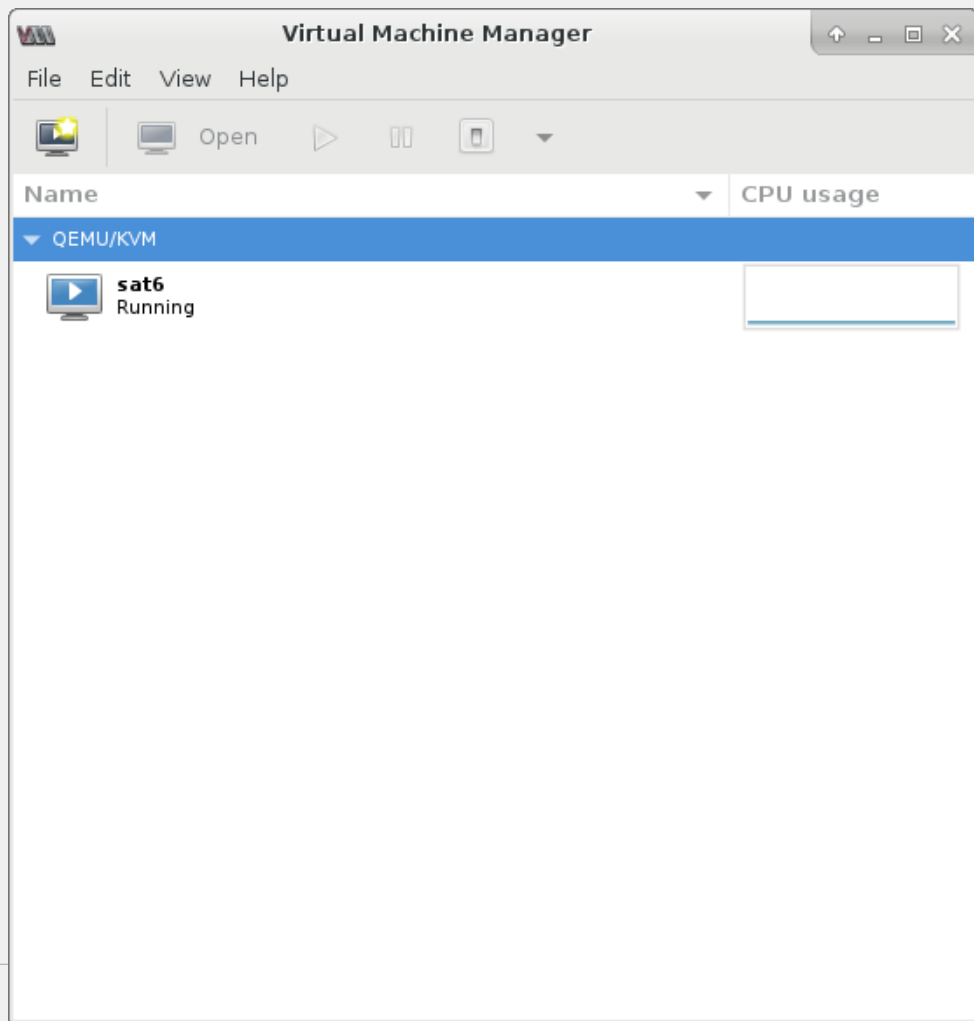 Virtual Machine Manager
File Edit View Help
Open
Name CPU usage
QEMU/KVM
sat6
Running